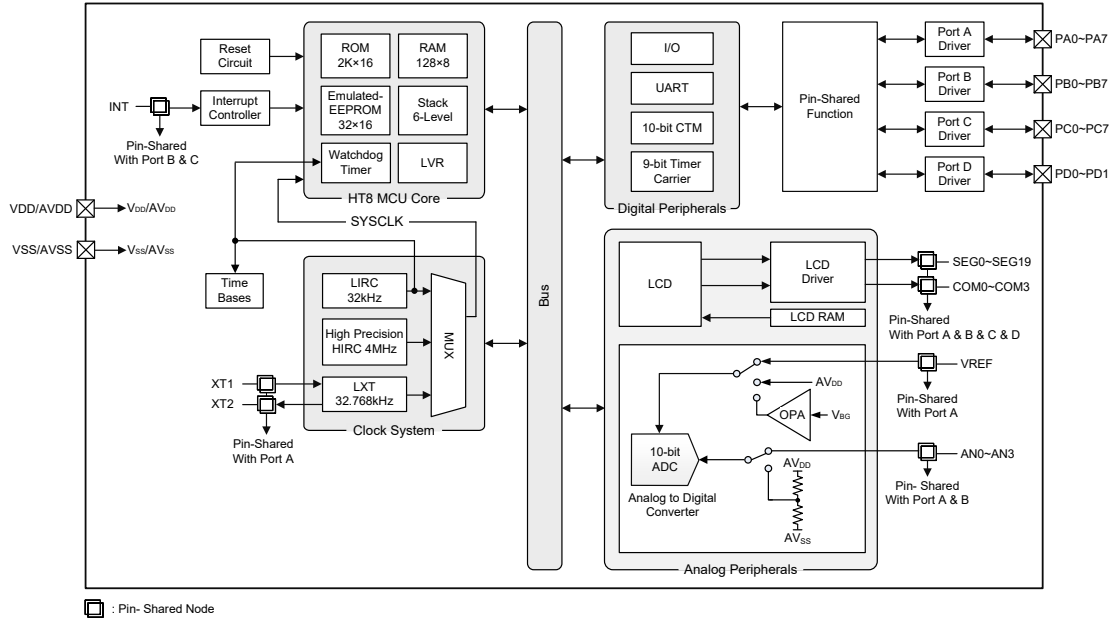 Reset
Circuit
INT
Interrupt
Controller
Pin-Shared
With Port B & C
ROM
2K×16
RAM
128×8
Emulated-
EEPROM
32×16
Stack
6-Level
Watchdog
Timer
LVR
HT8 MCU Core
SYSCLK
VDD/AVDD
VDD/AVDD
VSS/AVSS
VSS/AVSS
Time
Bases
LIRC
32kHz
High Precision
HIRC 4MHz
LXT
32.768kHz
MUX
Clock System
XT1
XT2
Pin-Shared
With Port A
Bus
I/O
UART
10-bit CTM
9-bit Timer
Carrier
Digital Peripherals
Pin-Shared
Function
Port A
Driver
Port B
Driver
Port C
Driver
Port D
Driver
PA0~PA7
PB0~PB7
PC0~PC7
PD0~PD1
LCD
LCD
Driver
LCD RAM
SEG0~SEG19
COM0~COM3
Pin-Shared
With Port A & B & C & D
VREF
Pin-Shared
With Port A
AVDD
OPA
VBG
10-bit
ADC
Analog to Digital
Converter
AVDD
AVSS
AN0~AN3
Pin- Shared
With Port A & B
Analog Peripherals
: Pin- Shared Node